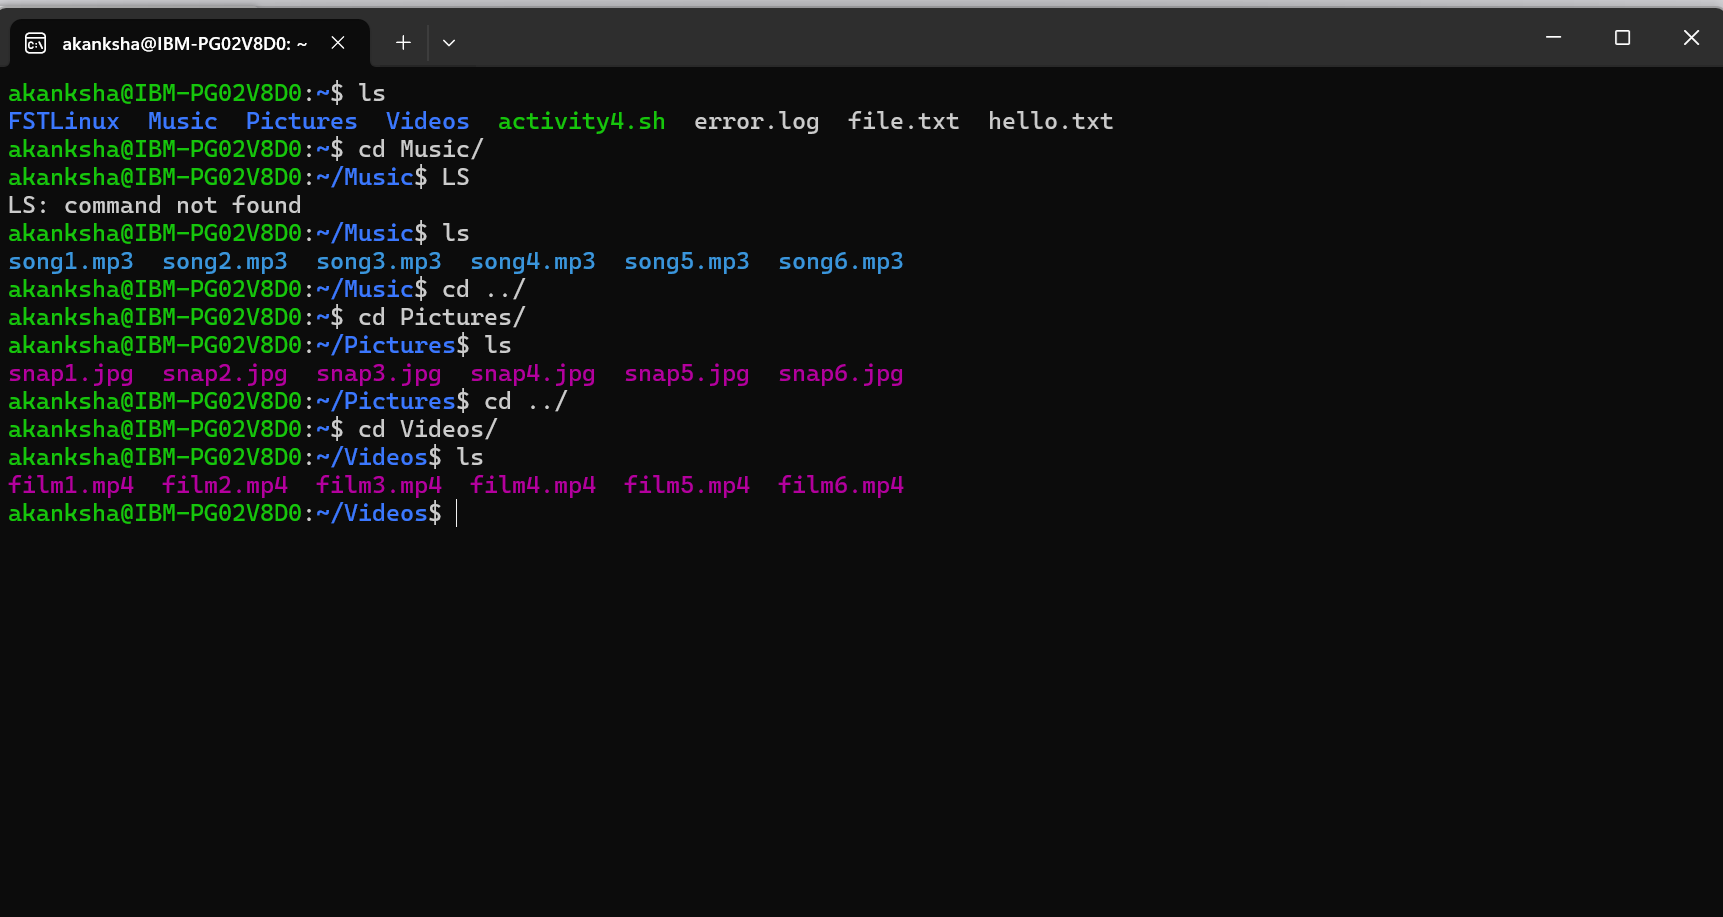 akanksha@IBM-PG02V8D0: ~
akanksha@IBM-PG02V8D0:~$ ls
FSTLinux  Music  Pictures  Videos  activity4.sh  error.log  file.txt  hello.txt
akanksha@IBM-PG02V8D0:~$ cd Music/
akanksha@IBM-PG02V8D0:~/Music$ LS
LS: command not found
akanksha@IBM-PG02V8D0:~/Music$ ls
song1.mp3  song2.mp3  song3.mp3  song4.mp3  song5.mp3  song6.mp3
akanksha@IBM-PG02V8D0:~/Music$ cd ../
akanksha@IBM-PG02V8D0:~$ cd Pictures/
akanksha@IBM-PG02V8D0:~/Pictures$ ls
snap1.jpg  snap2.jpg  snap3.jpg  snap4.jpg  snap5.jpg  snap6.jpg
akanksha@IBM-PG02V8D0:~/Pictures$ cd ../
akanksha@IBM-PG02V8D0:~$ cd Videos/
akanksha@IBM-PG02V8D0:~/Videos$ ls
film1.mp4  film2.mp4  film3.mp4  film4.mp4  film5.mp4  film6.mp4
akanksha@IBM-PG02V8D0:~/Videos$